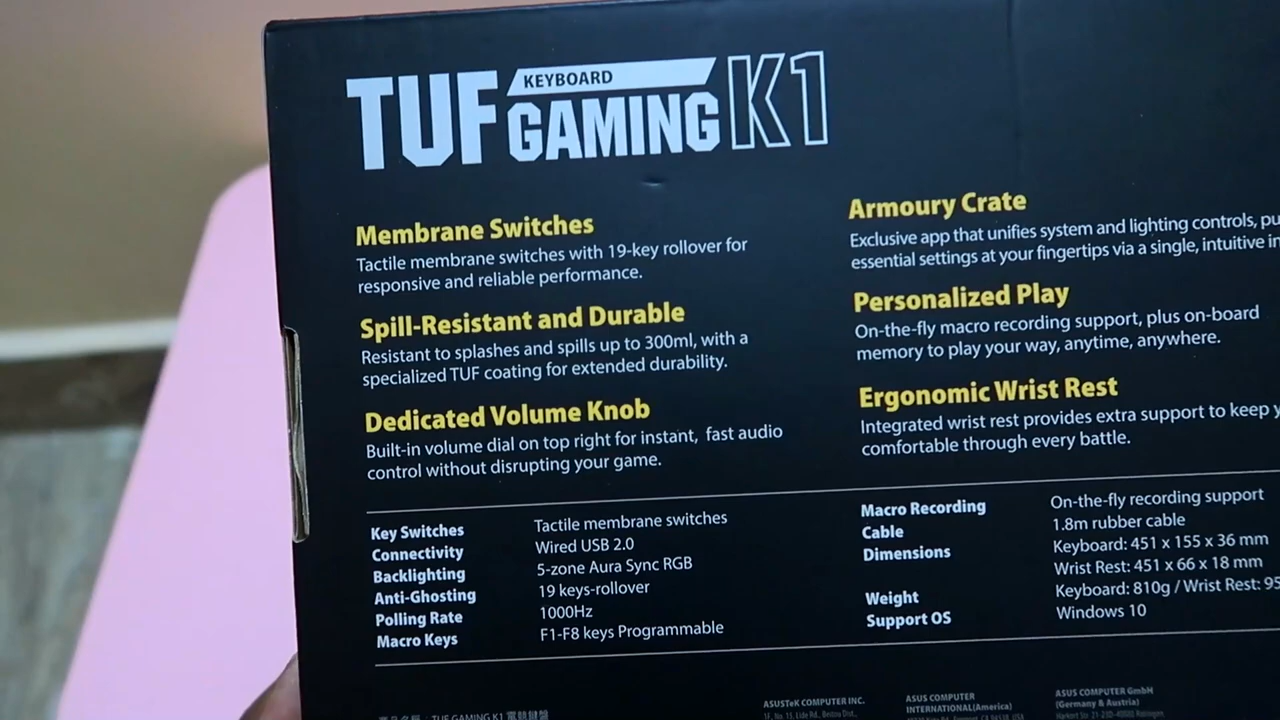 TUF KEYBOARD GAMING K1
Membrane Switches
Tactile membrane switches with 19-key rollover for
responsive and reliable performance.
Spill-Resistant and Durable
Resistant to splashes and spills up to 300ml, with a
specialized TUF coating for extended durability.
Dedicated Volume Knob
Built-in volume dial on top right for instant, fast audio
control without disrupting your game.
Armoury Crate
Exclusive app that unifies system and lighting controls,
essential settings at your fingertips via a single, intuitive
Personalized Play
On-the-fly macro recording support, plus on-board
memory to play your way, anytime, anywhere.
Ergonomic Wrist Rest
Integrated wrist rest provides extra support to keep
comfortable through every battle.
Key Switches Tactile membrane switches
Connectivity Wired USB 2.0
Backlighting 5-zone Aura Sync RGB
Anti-Ghosting 19 keys-rollover
Polling Rate 1000Hz
Macro Keys F1-F8 keys Programmable
Macro Recording On-the-fly recording support
Cable 1.8m rubber cable
Dimensions Keyboard: 451 x 155 x 36 mm
Wrist Rest: 451 x 66 x 18 mm
Weight Keyboard: 810g / Wrist Rest:
Support OS Windows 10
TUF GAMING K1
ASUSTeK COMPUTER INC.
ASUS COMPUTER
INTERNATIONAL(America)
ASUS COMPUTER GmbH
(Germany & Austria)